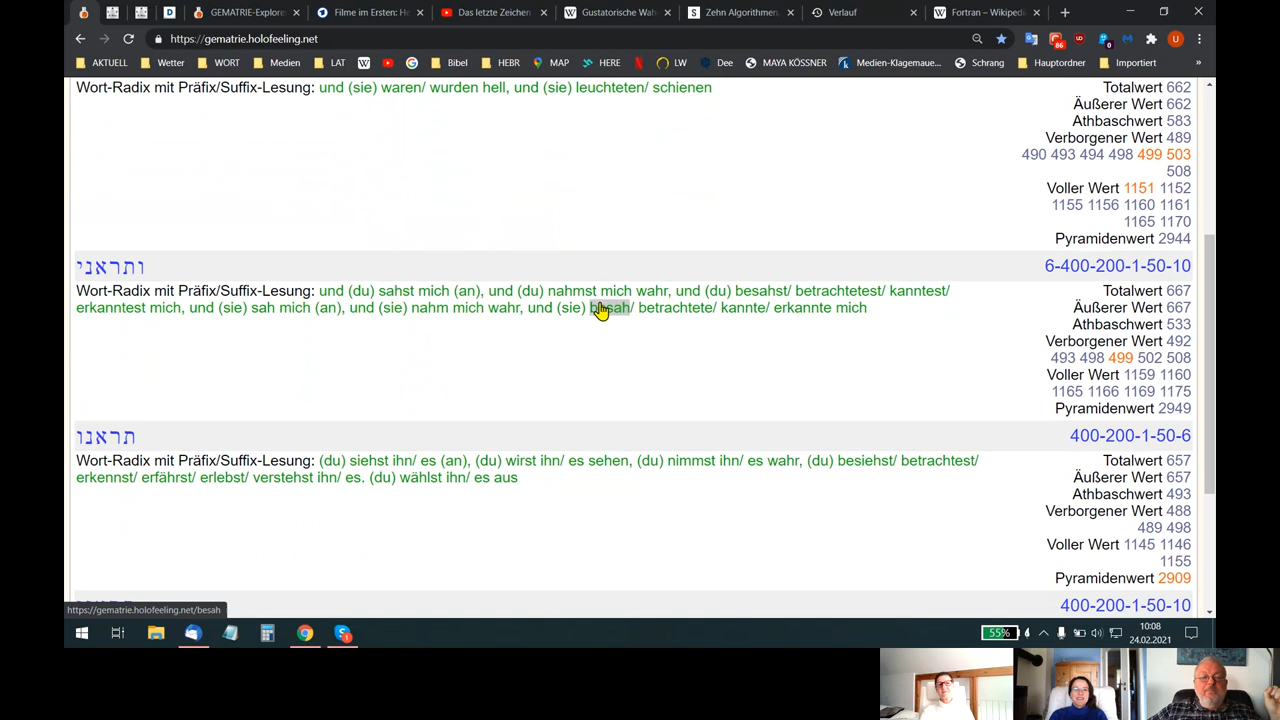 GEMATRIE-Explore
Filme im Ersten: He
Das letzte Zeichen
Gustatorische Wah
Zehn Algorithmen
Verlauf
Fortran – Wikipedi
https://gematrie.holofeeling.net
86
0
U
AKTUELL
Wetter
WORT
Medien
LAT
Bibel
HEBR
MAP
HERE
LW
Dee
MAYA KÖSSNER
Medien-Klagemaue...
Schrang
Hauptordner
Importiert
»
Wort-Radix mit Präfix/Suffix-Lesung: und (sie) waren/ wurden hell, und (sie) leuchteten/ schienen
Totalwert 662
Äußerer Wert 662
Athbaschwert 583
Verborgener Wert 489
490 493 494 498 499 503
508
Voller Wert 1151 1152
1155 1156 1160 1161
1165 1170
Pyramidenwert 2944
ותראני
6-400-200-1-50-10
Wort-Radix mit Präfix/Suffix-Lesung: und (du) sahst mich (an), und (du) nahmst mich wahr, und (du) besahst/ betrachtetest/ kanntest/
erkanntest mich, und (sie) sah mich (an), und (sie) nahm mich wahr, und (sie) besah/ betrachtete/ kannte/ erkannte mich
Totalwert 667
Äußerer Wert 667
Athbaschwert 533
Verborgener Wert 492
493 498 499 502 508
Voller Wert 1159 1160
1165 1166 1169 1175
Pyramidenwert 2949
תראנו
400-200-1-50-6
Wort-Radix mit Präfix/Suffix-Lesung: (du) siehst ihn/ es (an), (du) wirst ihn/ es sehen, (du) nimmst ihn/ es wahr, (du) besiehst/ betrachtest/
erkennst/ erfährst/ erlebst/ verstehst ihn/ es. (du) wählst ihn/ es aus
Totalwert 657
Äußerer Wert 657
Athbaschwert 493
Verborgener Wert 488
489 498
Voller Wert 1145 1146
1155
Pyramidenwert 2909
400-200-1-50-10
https://gematrie.holofeeling.net/besah
55%
10:08
24.02.2021